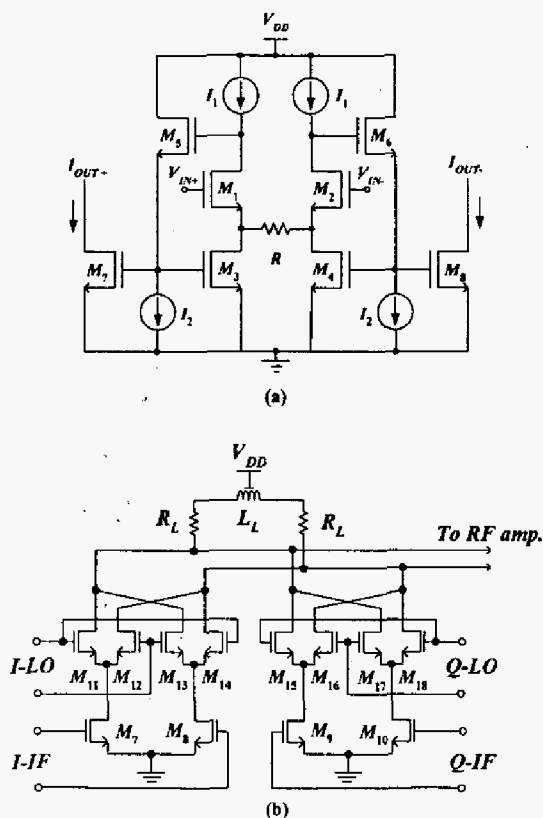 V_DD
I_1 I_1
M_5 M_6
V_IN+ M_1 M_2 V_IN-
I_OUT+ I_OUT-
R
M_7 M_3 M_4 M_8
I_2 I_2
(a)
V_DD
R_L L_L R_L
To RF amp.
I-LO Q-LO
M_11 M_12 M_13 M_14 M_15 M_16 M_17 M_18
M_7 M_8 M_9 M_10
I-IF Q-IF
(b)